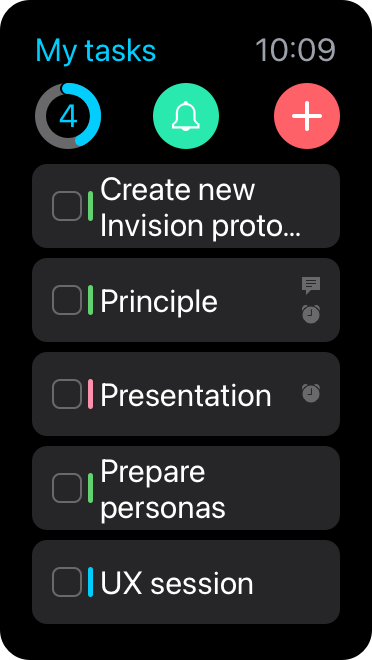 My tasks 10:09
4
Create new
Invision proto...
Principle
Presentation
Prepare
personas
UX session